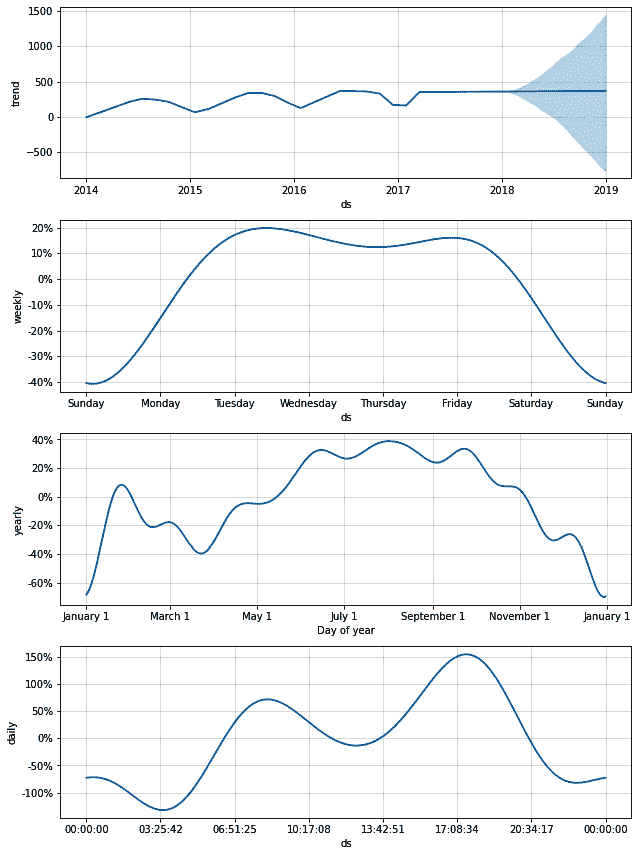 1500
1000
500
0
−500
trend
2014 2015 2016 2017 2018 2019
ds
20%
10%
0%
-10%
-20%
-30%
-40%
weekly
Sunday Monday Tuesday Wednesday Thursday Friday Saturday Sunday
ds
40%
20%
0%
-20%
-40%
-60%
yearly
January 1 March 1 May 1 July 1 September 1 November 1 January 1
Day of year
150%
100%
50%
0%
-50%
-100%
daily
00:00:00 03:25:42 06:51:25 10:17:08 13:42:51 17:08:34 20:34:17 00:00:00
ds